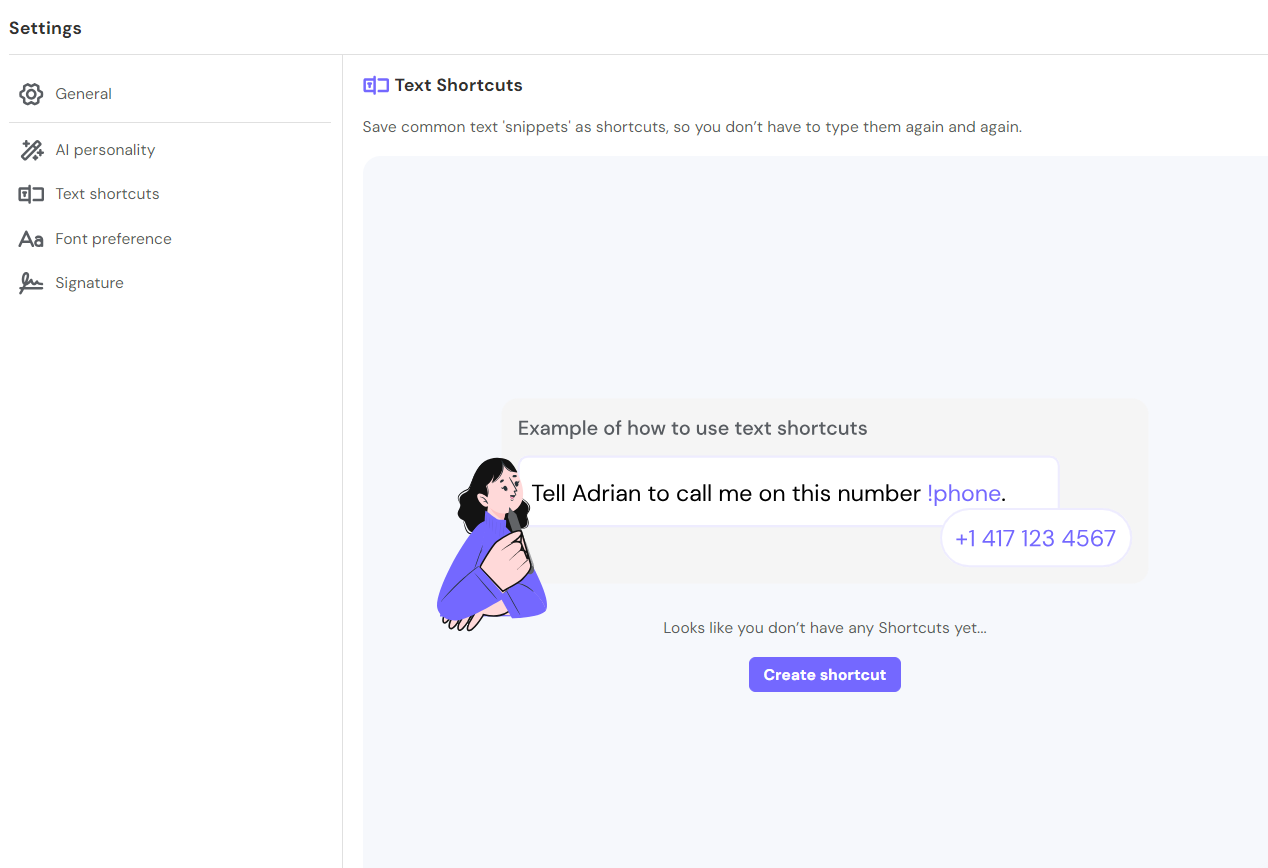 Settings
General
AI personality
Text shortcuts
Font preference
Signature
Text Shortcuts
Save common text 'snippets' as shortcuts, so you don’t have to type them again and again.
Example of how to use text shortcuts
Tell Adrian to call me on this number !phone.
+1 417 123 4567
Looks like you don’t have any Shortcuts yet...
Create shortcut